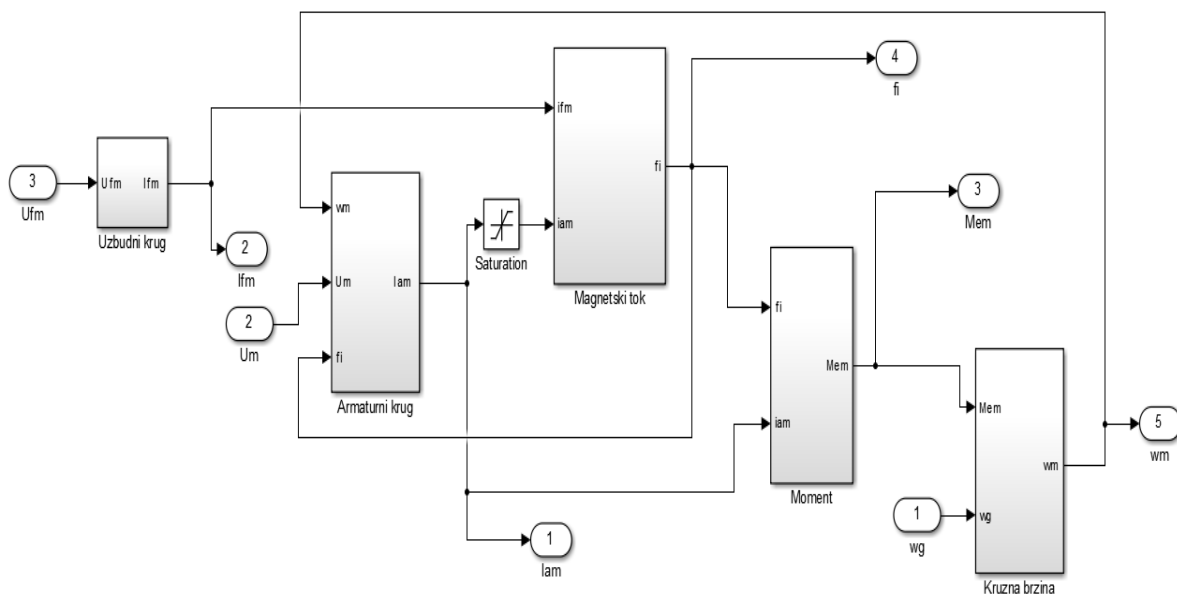 4
fi
ifm
fi
iam
Magnetski tok
3
Ufm
Ufm
Ifm
Uzbudni krug
2
Ifm
wm
Um
fi
Iam
Armaturni krug
Saturation
2
Um
3
Mem
fi
Mem
iam
Moment
Mem
wm
wg
Kruzna brzina
5
wm
1
wg
1
Iam